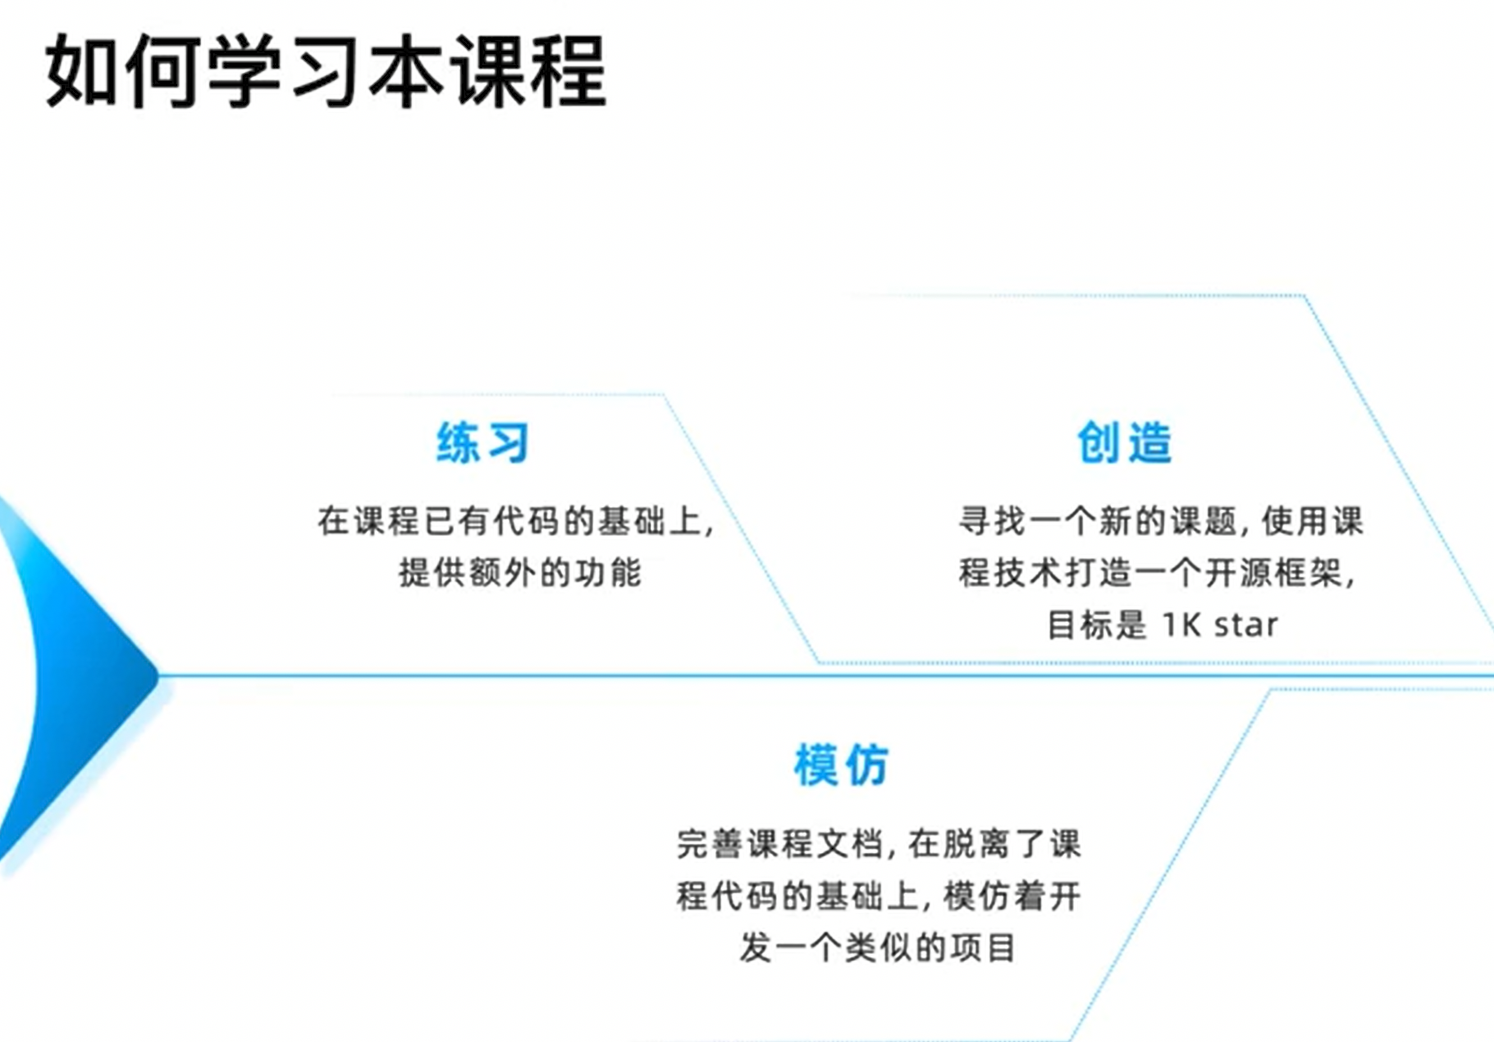 如何学习本课程
练习
在课程已有代码的基础上,
提供额外的功能
创造
寻找一个新的课题, 使用课
程技术打造一个开源框架,
目标是 1K star
模仿
完善课程文档, 在脱离了课
程代码的基础上, 模仿着开
发一个类似的项目